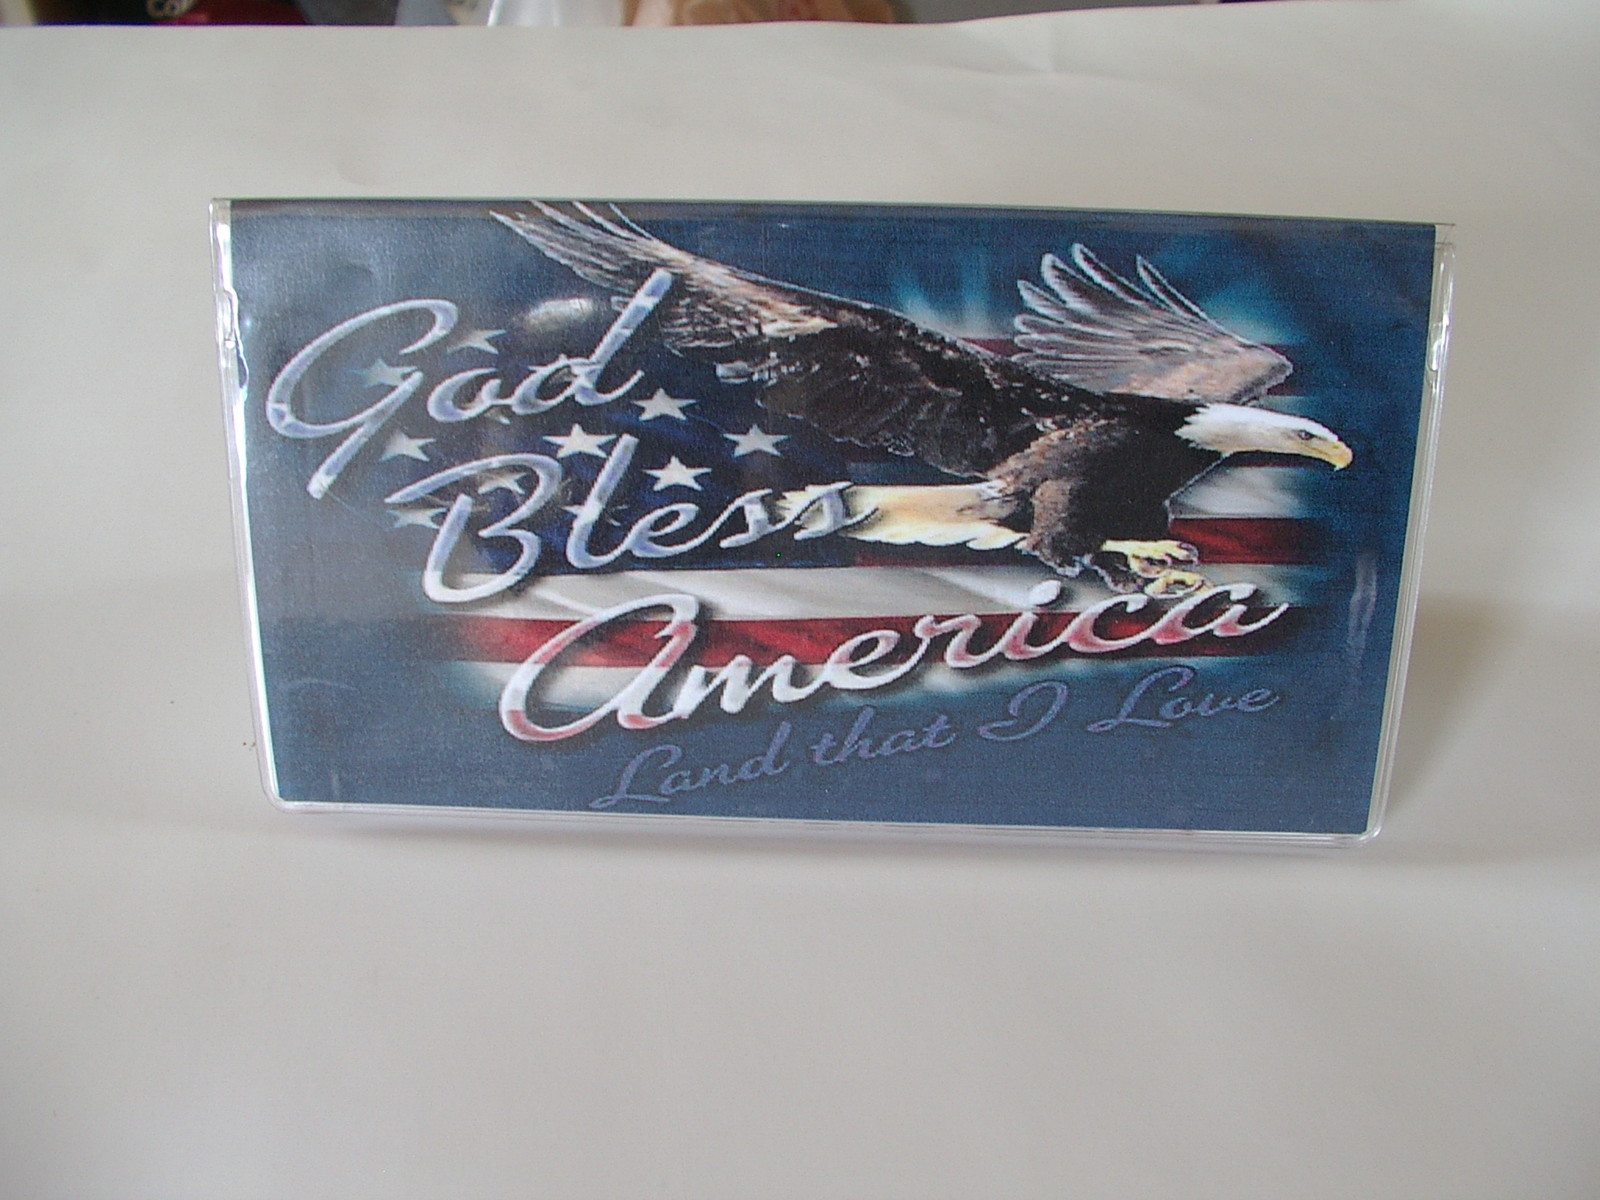 God
Bless
America
Land that I Love